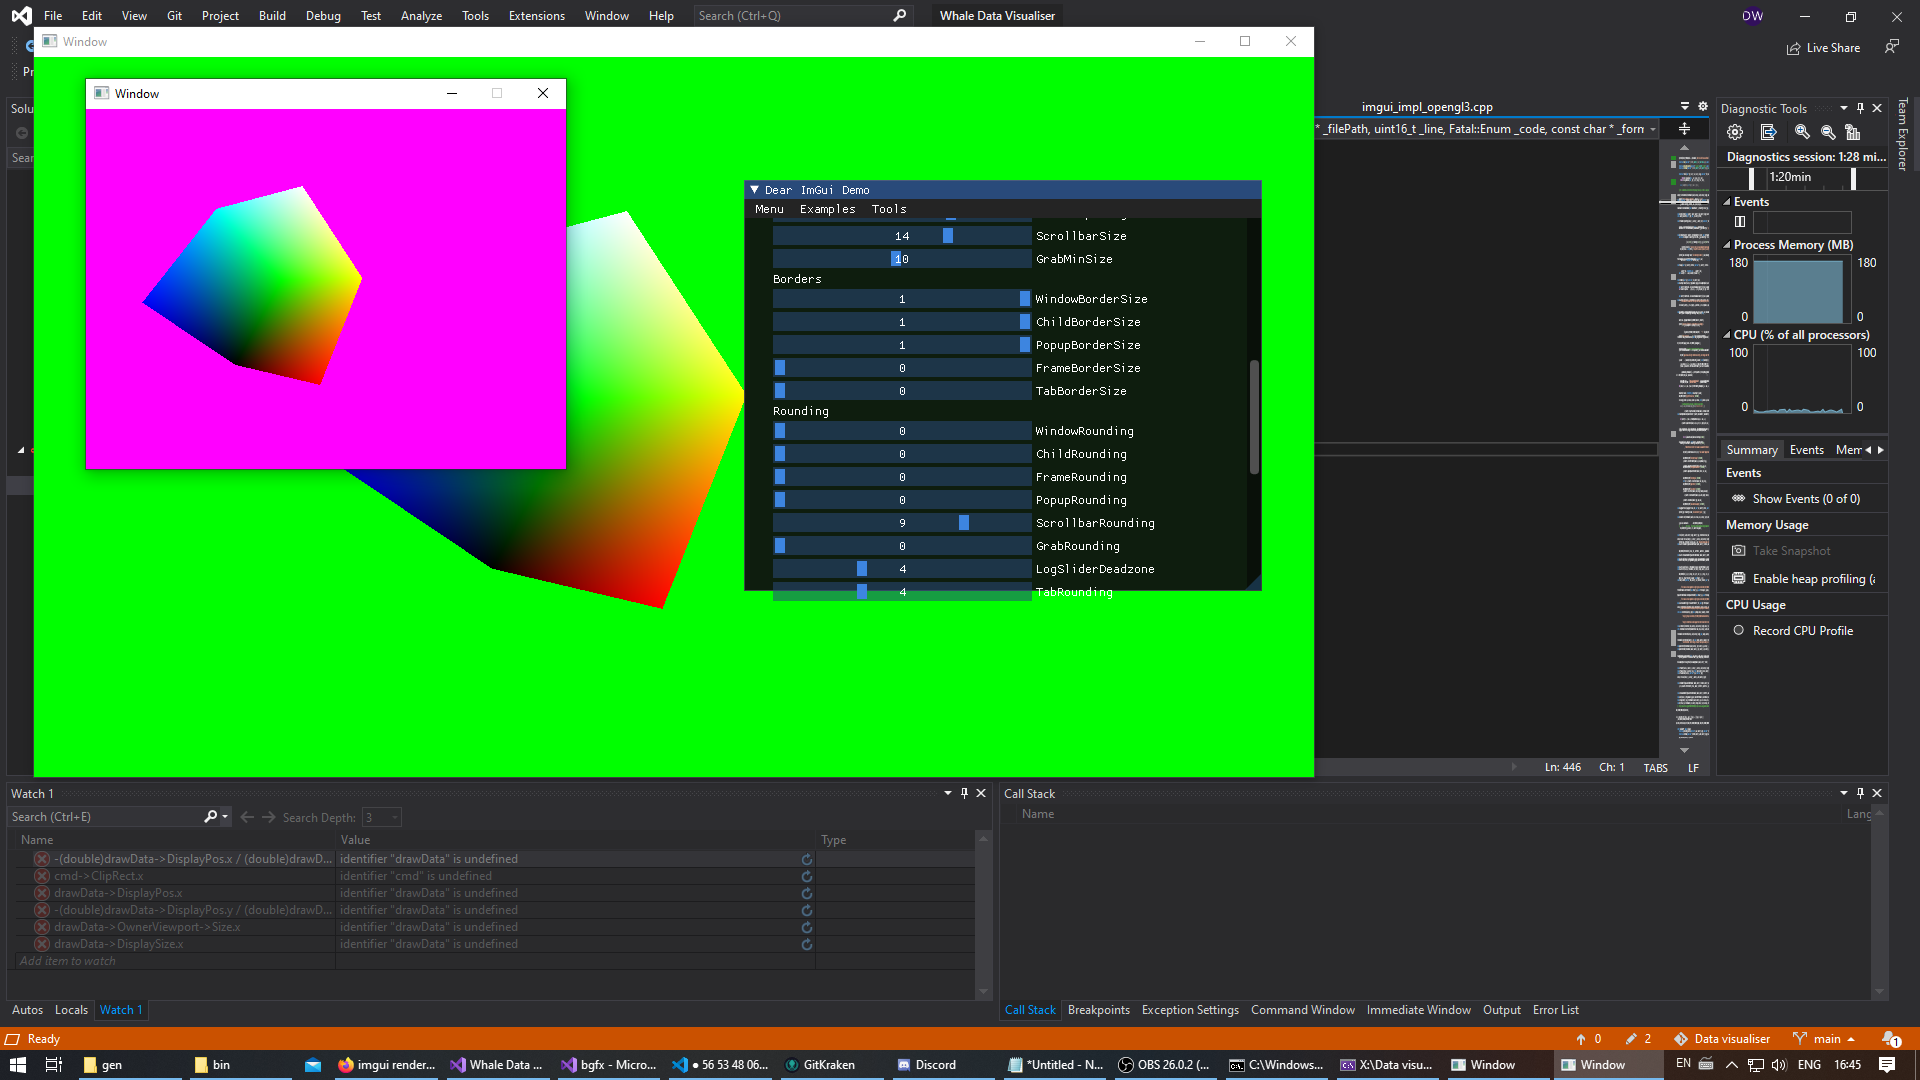 File Edit View Git Project Build Debug Test Analyze Tools Extensions Window Help Search (Ctrl+Q) Whale Data Visualiser DW
Window
Live Share
Window
imgui_impl_opengl3.cpp
* _filePath, uint16_t _line, Fatal::Enum _code, const char * _forn
Dear ImGui Demo
Menu Examples Tools
14 ScrollbarSize
10 GrabMinSize
Borders
1 WindowBorderSize
1 ChildBorderSize
1 PopupBorderSize
0 FrameBorderSize
0 TabBorderSize
Rounding
0 WindowRounding
0 ChildRounding
0 FrameRounding
0 PopupRounding
9 ScrollbarRounding
0 GrabRounding
4 LogSliderDeadzone
4 TabRounding
Diagnostic Tools
Team Explorer
Diagnostics session: 1:28 mi...
1:20min
Events
Process Memory (MB)
180 180
0 0
CPU (% of all processors)
100 100
0 0
Summary Events Mem
Events
Show Events (0 of 0)
Memory Usage
Take Snapshot
Enable heap profiling (a
CPU Usage
Record CPU Profile
Ln: 446 Ch: 1 TABS LF
Watch 1
Search (Ctrl+E) Search Depth: 3
Name Value Type
-(double)drawData->DisplayPos.x / (double)drawD... identifier "drawData" is undefined
cmd->ClipRect.x identifier "cmd" is undefined
drawData->DisplayPos.x identifier "drawData" is undefined
-(double)drawData->DisplayPos.y / (double)drawD... identifier "drawData" is undefined
drawData->OwnerViewport->Size.x identifier "drawData" is undefined
drawData->DisplaySize.x identifier "drawData" is undefined
Add item to watch
Autos Locals Watch 1
Call Stack
Name Lang
Call Stack Breakpoints Exception Settings Command Window Immediate Window Output Error List
Ready 0 2 Data visualiser main 1
gen bin imgui render... Whale Data ... bgfx - Micro... ● 56 53 48 06... GitKraken Discord *Untitled - N... OBS 26.0.2 (... C:\Windows... X:\Data visu... Window Window EN ENG 16:45